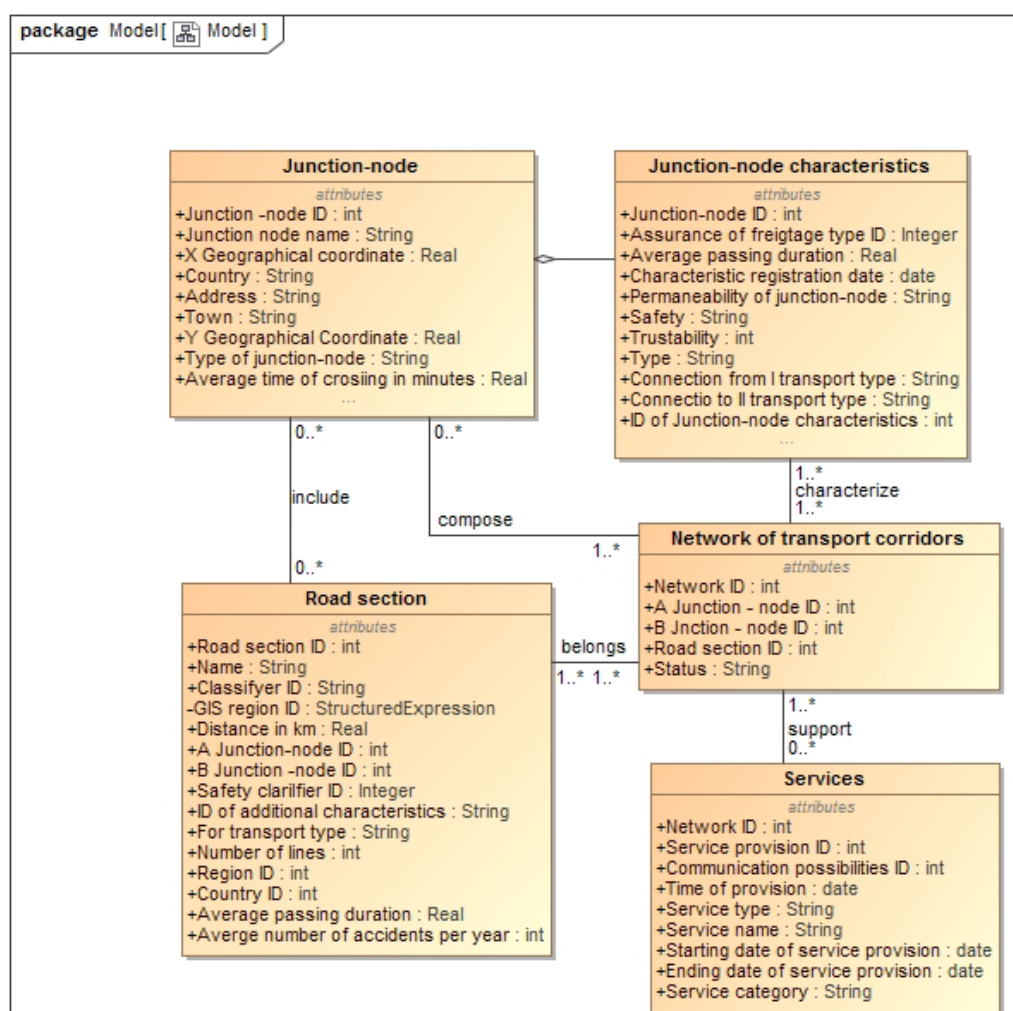 package Model[ Model ]
Junction-node
attributes
+Junction -node ID : int
+Junction node name : String
+X Geographical coordinate : Real
+Country : String
+Address : String
+Town : String
+Y Geographical Coordinate : Real
+Type of junction-node : String
+Average time of crosiing in minutes : Real
...
Junction-node characteristics
attributes
+Junction-node ID : int
+Assurance of freigtage type ID : Integer
+Average passing duration : Real
+Characteristic registration date : date
+Permaneability of junction-node : String
+Safety : String
+Trustability : int
+Type : String
+Connection from I transport type : String
+Connectio to II transport type : String
+ID of Junction-node characteristics : int
...
0..*
0..*
1..*
characterize
1..*
include
compose
1..*
0..*
Network of transport corridors
attributes
+Network ID : int
+A Junction - node ID : int
+B Jnction - node ID : int
+Road section ID : int
+Status : String
Road section
attributes
+Road section ID : int
+Name : String
+Classifyer ID : String
-GIS region ID : StructuredExpression
+Distance in km : Real
+A Junction-node ID : int
+B Junction -node ID : int
+Safety clarilfier ID : Integer
+ID of additional characteristics : String
+For transport type : String
+Number of lines : int
+Region ID : int
+Country ID : int
+Average passing duration : Real
+Averge number of accidents per year : int
belongs
1..* 1..*
1..*
support
0..*
Services
attributes
+Network ID : int
+Service provision ID : int
+Communication possibilities ID : int
+Time of provision : date
+Service type : String
+Service name : String
+Starting date of service provision : date
+Ending date of service provision : date
+Service category : String